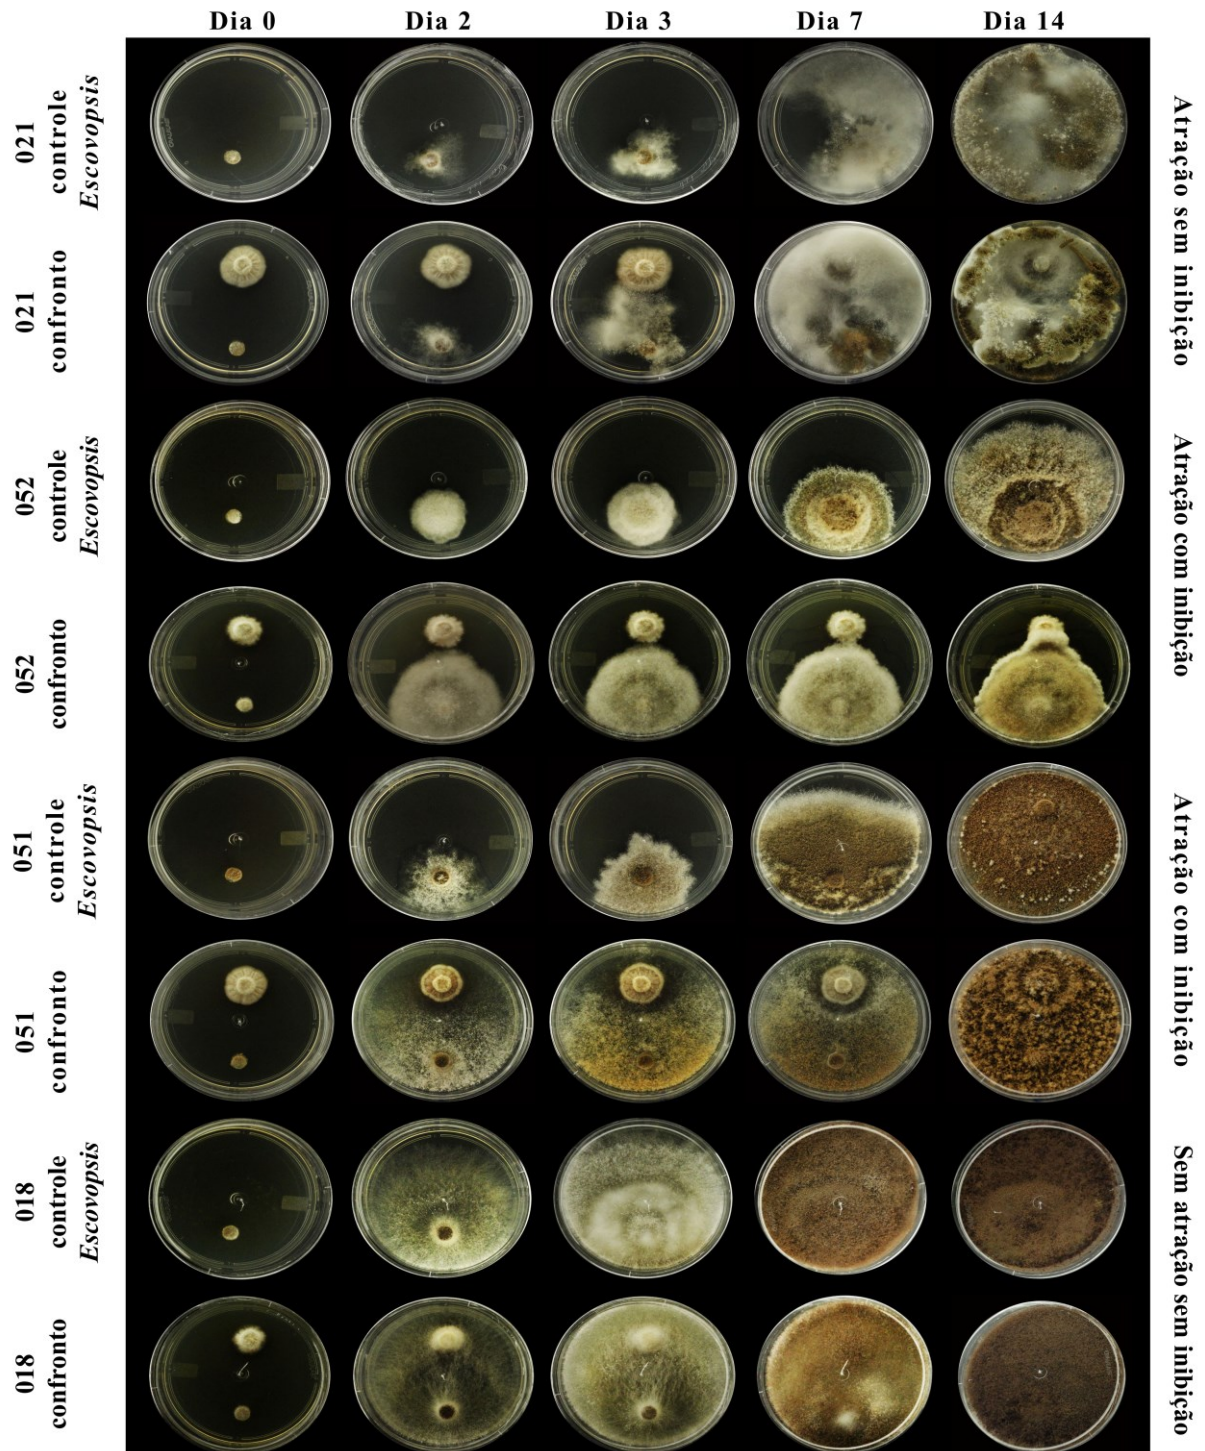 Dia 0 Dia 2 Dia 3 Dia 7 Dia 14
021
controle
Escovopsis
021
confronto
Atração sem inibição
052
controle
Escovopsis
052
confronto
Atração com inibição
051
controle
Escovopsis
051
confronto
Atração com inibição
018
controle
Escovopsis
018
confronto
Sem atração sem inibição